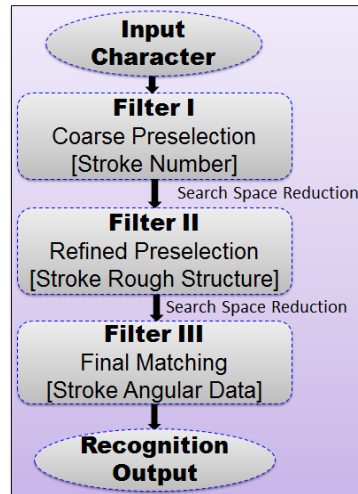 Input
Character
Filter I
Coarse Preselection
[Stroke Number]
Search Space Reduction
Filter II
Refined Preselection
[Stroke Rough Structure]
Search Space Reduction
Filter III
Final Matching
[Stroke Angular Data]
Recognition
Output